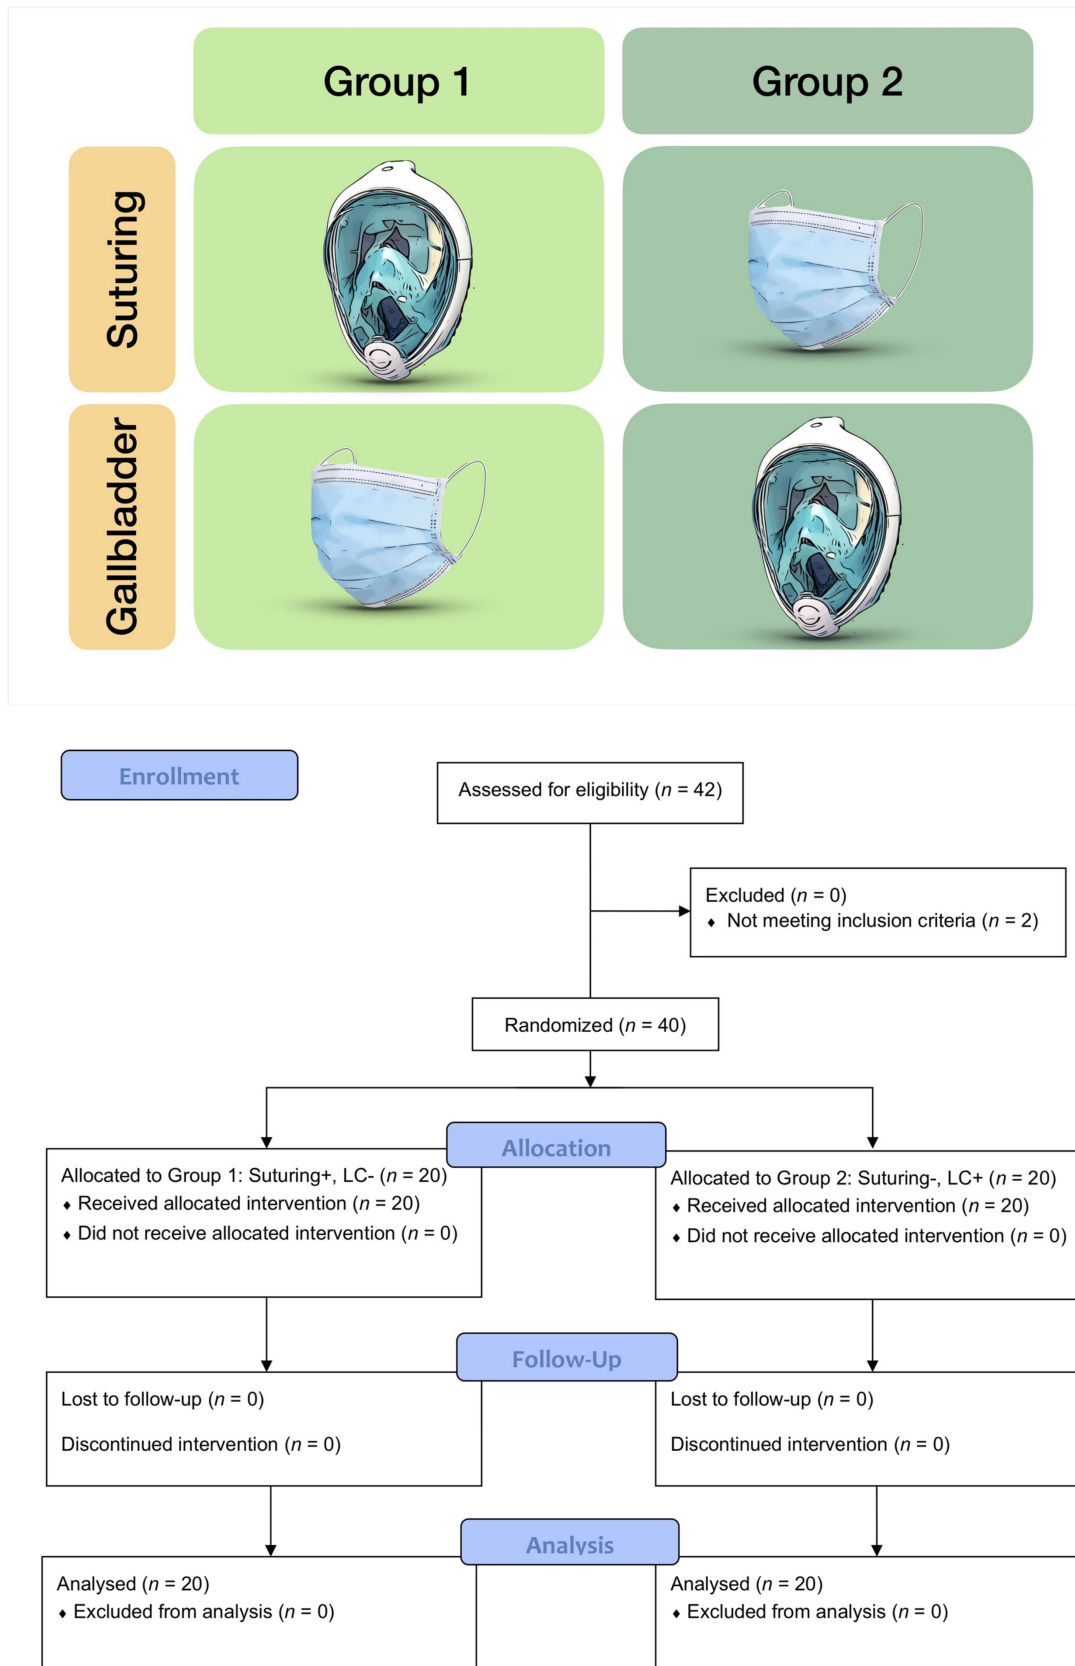 Group 1
Group 2
Suturing
Gallbladder
Enrollment
Assessed for eligibility (n = 42)
Excluded (n = 0)
♦ Not meeting inclusion criteria (n = 2)
Randomized (n = 40)
Allocation
Allocated to Group 1: Suturing+, LC- (n = 20)
♦ Received allocated intervention (n = 20)
♦ Did not receive allocated intervention (n = 0)
Allocated to Group 2: Suturing-, LC+ (n = 20)
♦ Received allocated intervention (n = 20)
♦ Did not receive allocated intervention (n = 0)
Follow-Up
Lost to follow-up (n = 0)
Discontinued intervention (n = 0)
Lost to follow-up (n = 0)
Discontinued intervention (n = 0)
Analysis
Analysed (n = 20)
♦ Excluded from analysis (n = 0)
Analysed (n = 20)
♦ Excluded from analysis (n = 0)